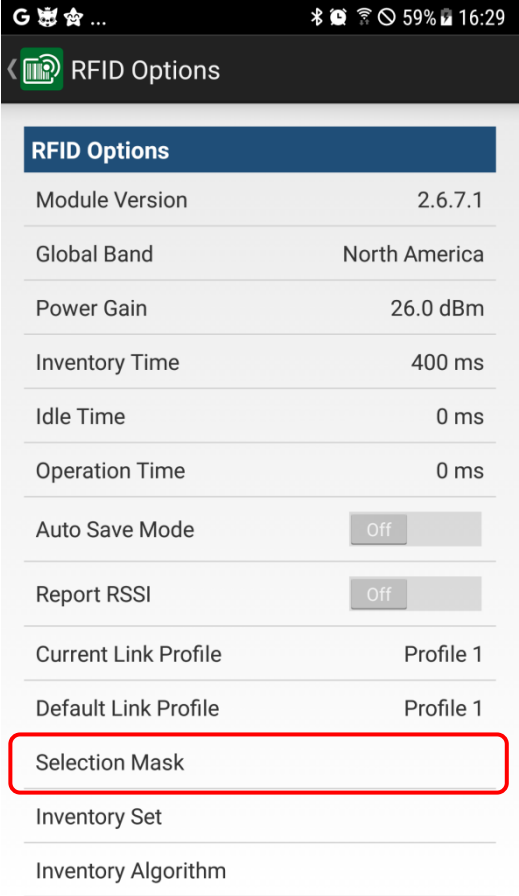 G ... 59% 16:29
RFID Options
RFID Options
Module Version 2.6.7.1
Global Band North America
Power Gain 26.0 dBm
Inventory Time 400 ms
Idle Time 0 ms
Operation Time 0 ms
Auto Save Mode Off
Report RSSI Off
Current Link Profile Profile 1
Default Link Profile Profile 1
Selection Mask
Inventory Set
Inventory Algorithm